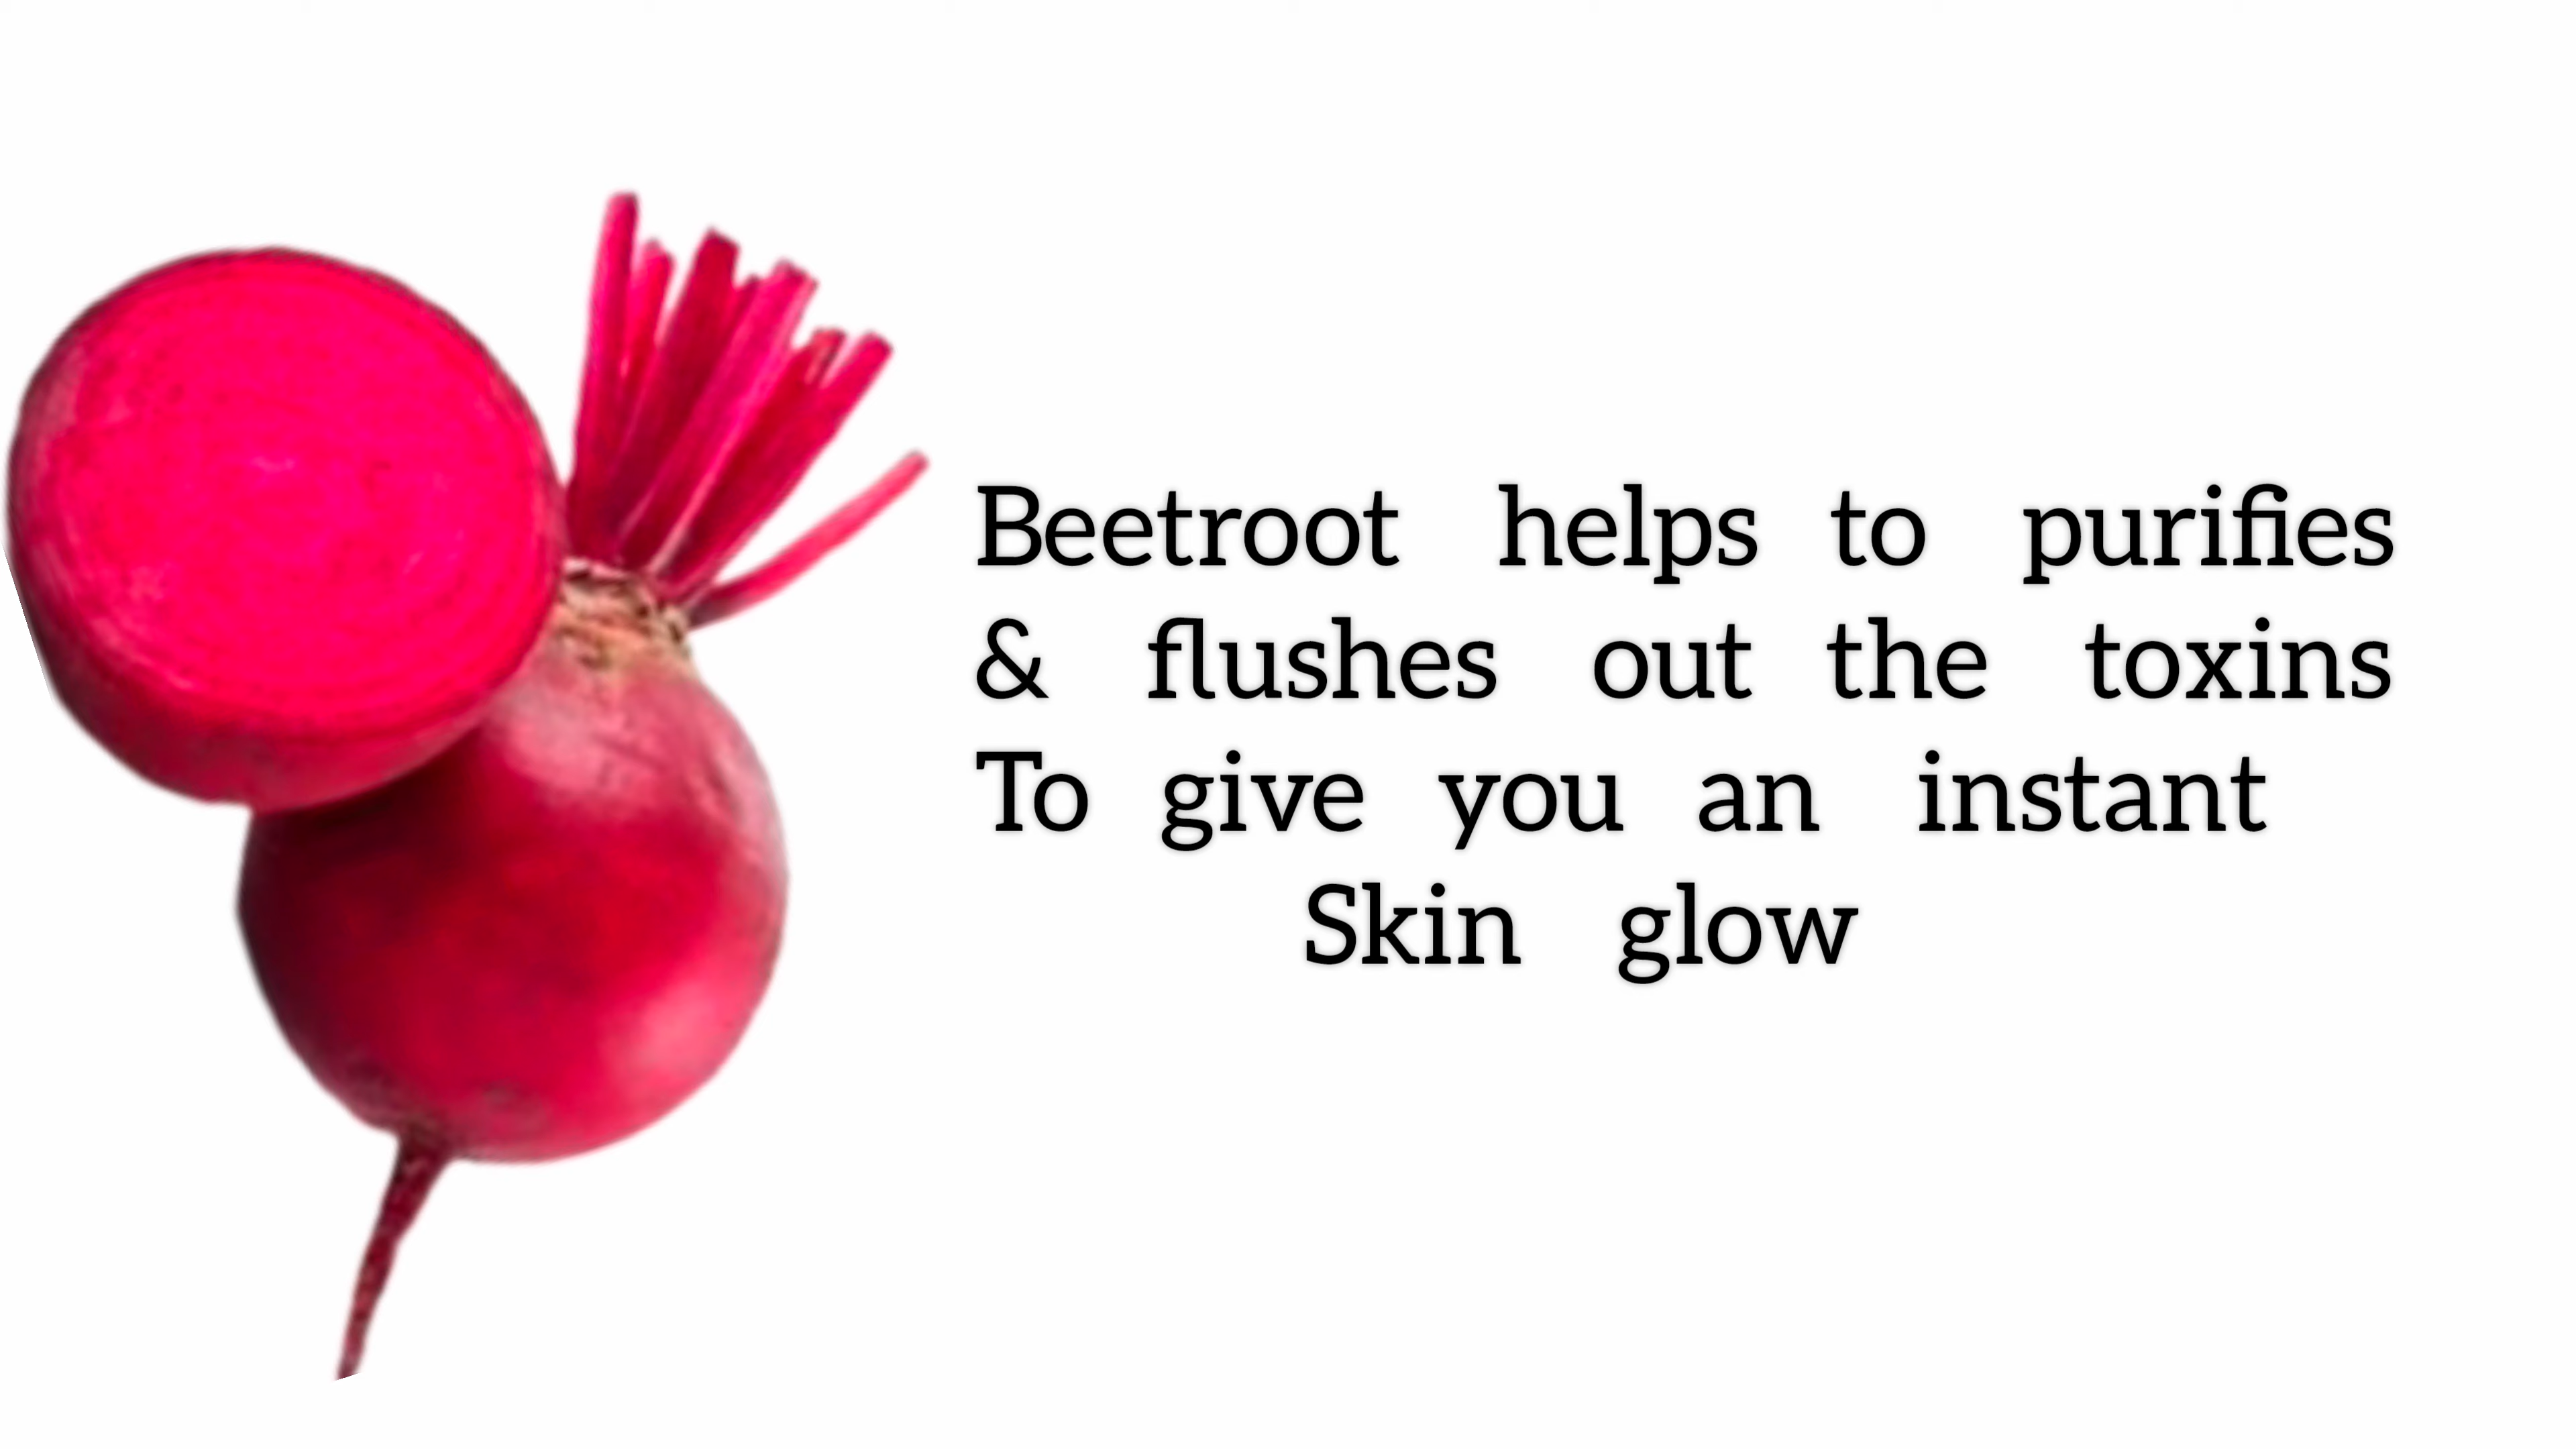 Beetroot helps to purifies
& flushes out the toxins
To give you an instant
Skin glow